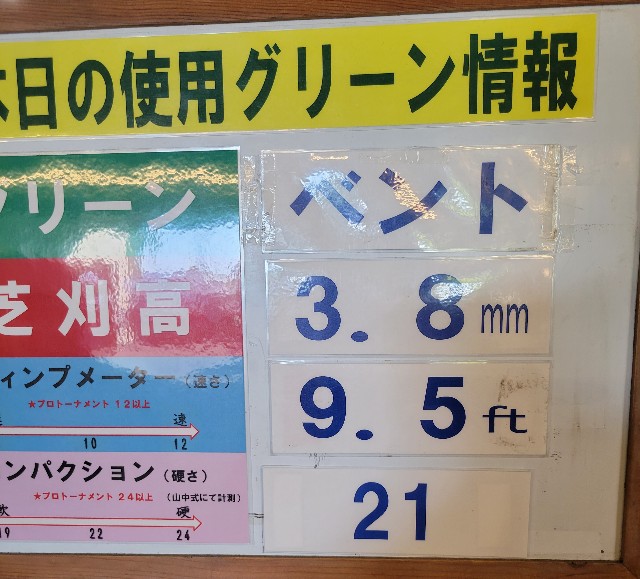 本日の使用グリーン情報
グリーン ベント
芝刈高 3.8mm
ィンプメーター(速さ) 9.5ft
★プロトーナメント 12以上
速
10 12
ンパクション(硬さ) 21
★プロトーナメント 24以上 (山中式にて計測)
軟 硬
19 22 24